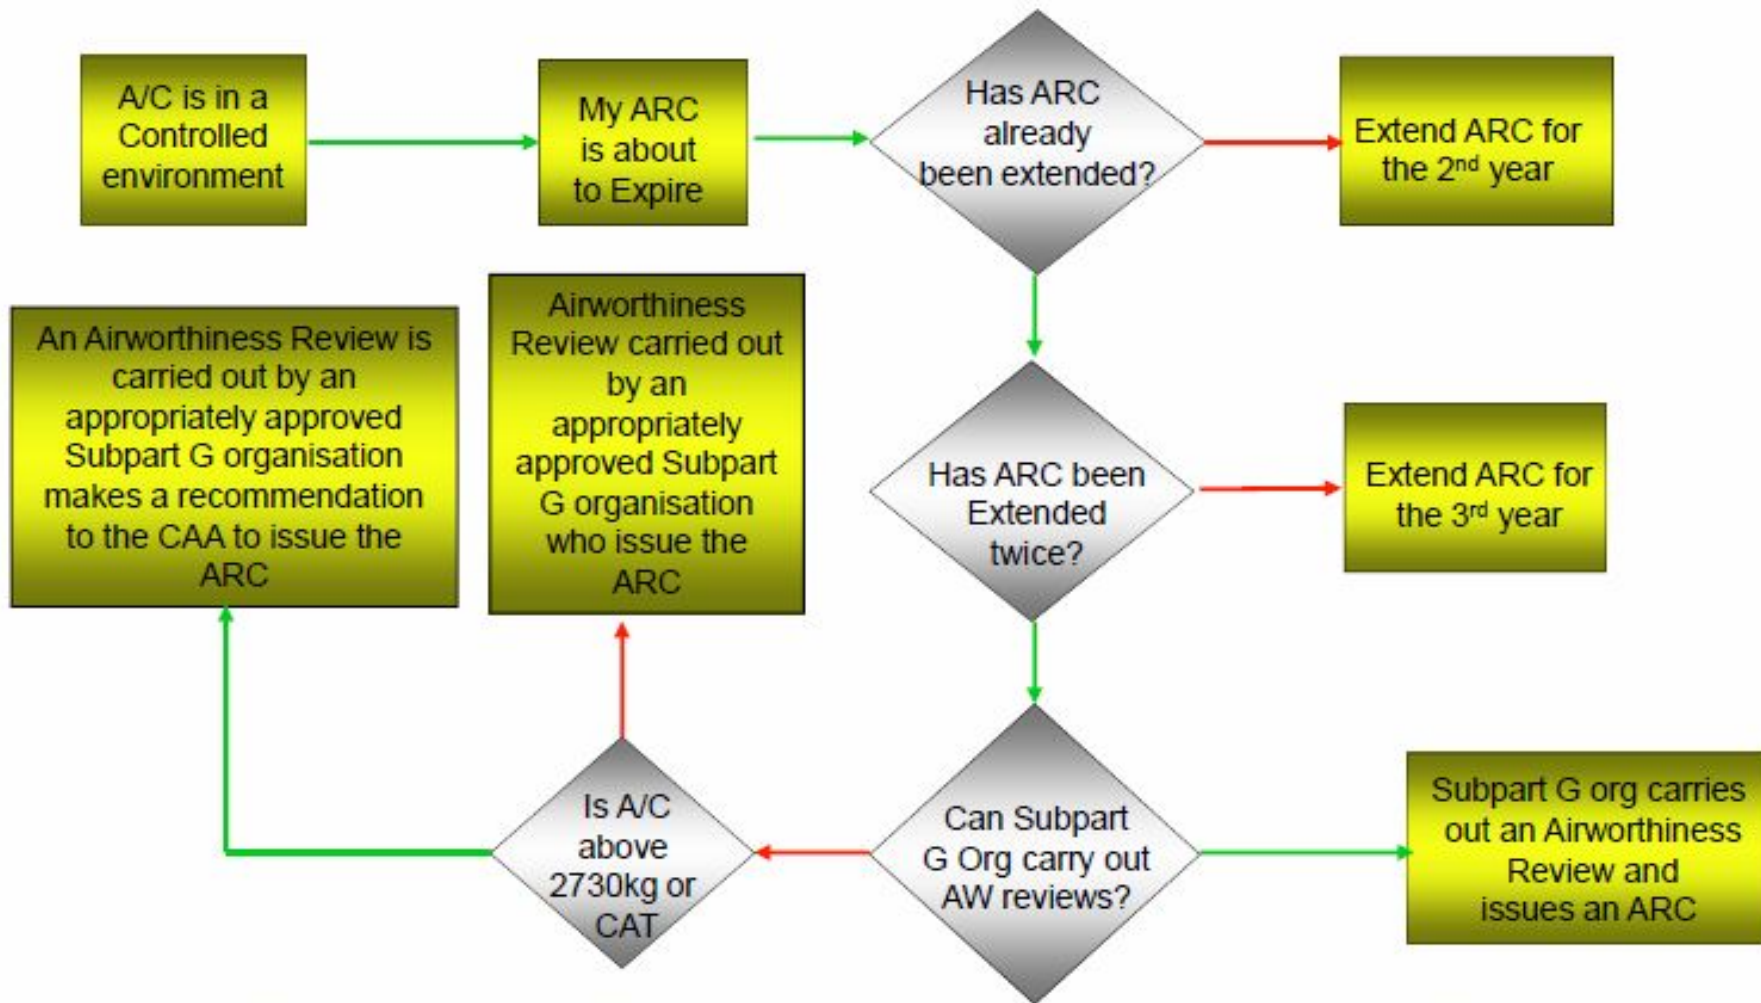 A/C is in a
Controlled
environment
My ARC
is about
to Expire
Has ARC
already
been extended?
Extend ARC for
the 2nd year
An Airworthiness Review is
carried out by an
appropriately approved
Subpart G organisation
makes a recommendation
to the CAA to issue the
ARC
Airworthiness
Review carried out
by an
appropriately
approved Subpart
G organisation
who issue the
ARC
Has ARC been
Extended
twice?
Extend ARC for
the 3rd year
Is A/C
above
2730kg or
CAT
Can Subpart
G Org carry out
AW reviews?
Subpart G org carries
out an Airworthiness
Review and
issues an ARC